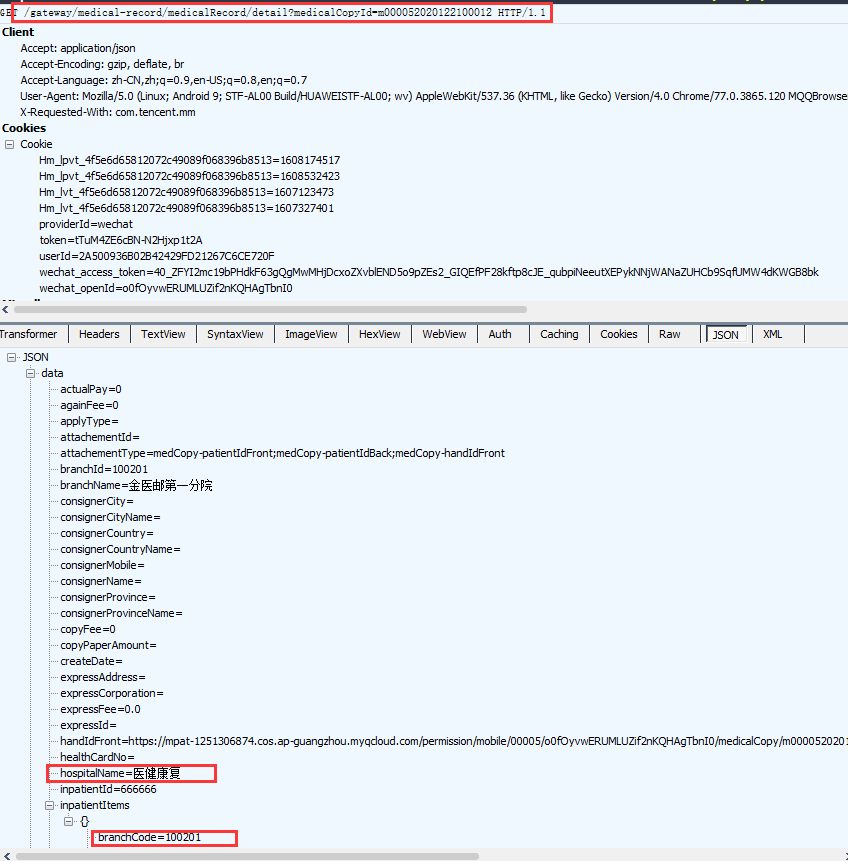 GET /gateway/medical-record/medicalRecord/detail?medicalCopyId=m000052020122100012 HTTP/1.1
Client
Accept: application/json
Accept-Encoding: gzip, deflate, br
Accept-Language: zh-CN,zh;q=0.9,en-US;q=0.8,en;q=0.7
User-Agent: Mozilla/5.0 (Linux; Android 9; STF-AL00 Build/HUAWEISTF-AL00; wv) AppleWebKit/537.36 (KHTML, like Gecko) Version/4.0 Chrome/77.0.3865.120 MQQBrowse
X-Requested-With: com.tencent.mm
Cookies
Cookie
Hm_lpvt_4f5e6d65812072c49089f068396b8513=1608174517
Hm_lpvt_4f5e6d65812072c49089f068396b8513=1608532423
Hm_lvt_4f5e6d65812072c49089f068396b8513=1607123473
Hm_lvt_4f5e6d65812072c49089f068396b8513=1607327401
providerId=wechat
token=tTuM4ZE6cBN-N2Hjxp1t2A
userId=2A500936B02B42429FD21267C6CE720F
wechat_access_token=40_ZFYI2mc19bPHdkF63gQgMwMHjDcxoZXvblEND5o9pZEs2_GIQEfPF28kftp8cJE_qubpiNeeutXEPykNNjWANaZUHCb9SqfUMW4dKWGB8bk
wechat_openId=o0fOyvwERUMLUZif2nKQHAgTbnI0
Transformer Headers TextView SyntaxView ImageView HexView WebView Auth Caching Cookies Raw JSON XML
JSON
data
actualPay=0
againFee=0
applyType=
attachementId=
attachementType=medCopy-patientIdFront;medCopy-patientIdBack;medCopy-handIdFront
branchId=100201
branchName=金医邮第一分院
consignerCity=
consignerCityName=
consignerCountry=
consignerCountryName=
consignerMobile=
consignerName=
consignerProvince=
consignerProvinceName=
copyFee=0
copyPaperAmount=
createDate=
expressAddress=
expressCorporation=
expressFee=0.0
expressId=
handIdFront=https://mpat-1251306874.cos.ap-guangzhou.myqcloud.com/permission/mobile/00005/o0fOyvwERUMLUZif2nKQHAgTbnI0/medicalCopy/m0000520201
healthCardNo=
hospitalName=医健康复
inpatientId=666666
inpatientItems
{}
branchCode=100201